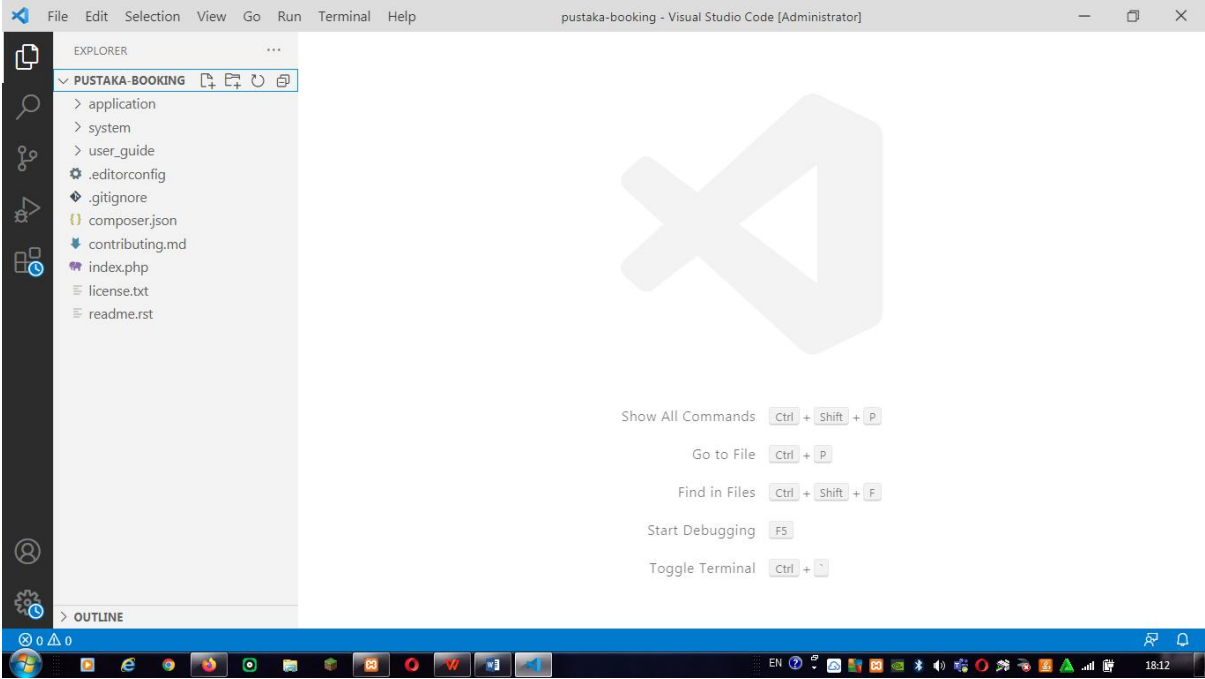 File Edit Selection View Go Run Terminal Help pustaka-booking - Visual Studio Code [Administrator]
EXPLORER
PUSTAKA-BOOKING
application
system
user_guide
.editorconfig
.gitignore
{} composer.json
contributing.md
index.php
license.txt
readme.rst
Show All Commands Ctrl + Shift + P
Go to File Ctrl + P
Find in Files Ctrl + Shift + F
Start Debugging F5
Toggle Terminal Ctrl + `
OUTLINE
0 0
EN 18:12